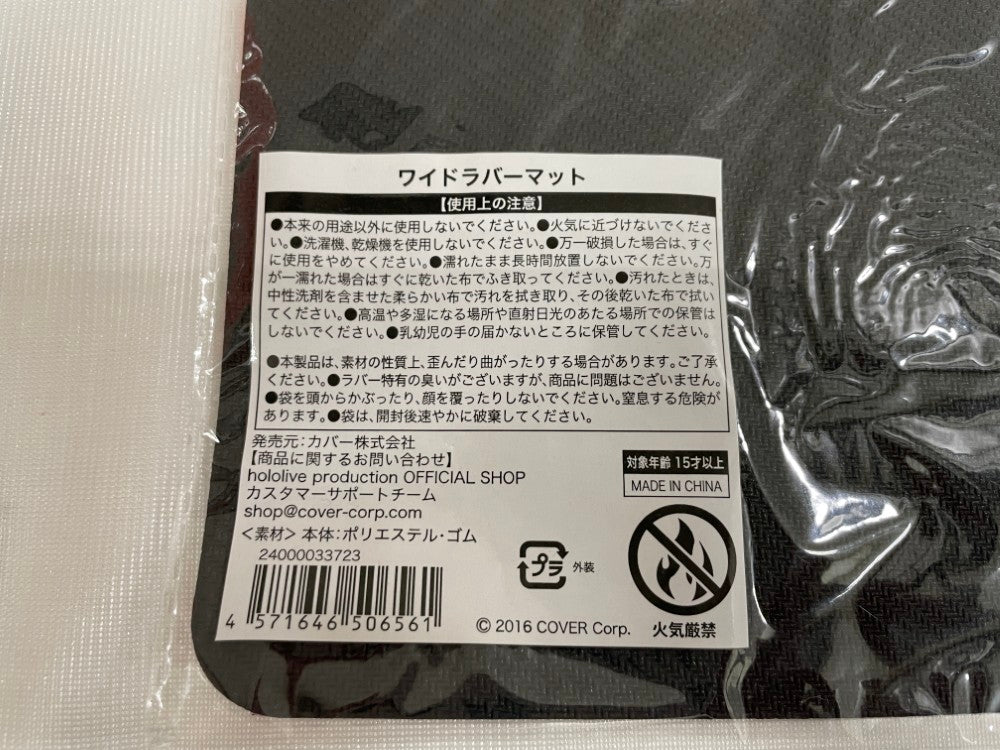 ワイドラバーマット
【使用上の注意】
●本来の用途以外に使用しないでください。●火気に近づけないでくださ
い。●洗濯機、乾燥機を使用しないでください。●万一破損した場合は、すぐ
に使用をやめてください。●濡れたまま長時間放置しないでください。万
が一濡れた場合はすぐに乾いた布でふき取ってください。●汚れたときは、
中性洗剤を含ませた柔らかい布で汚れを拭き取り、その後乾いた布で拭い
てください。●高温や多湿になる場所や直射日光のあたる場所での保管は
しないでください。●乳幼児の手の届かないところに保管してください。
●本製品は、素材の性質上、歪んだり曲がったりする場合があります。ご了承
ください。●ラバー特有の臭いがございますが、商品に問題はございません。
●袋を頭からかぶったり、顔を覆ったりしないでください。窒息する危険が
あります。●袋は、開封後速やかに破棄してください。
発売元:カバー株式会社
【商品に関するお問い合わせ】
hololive production OFFICIAL SHOP
カスタマーサポートチーム
shop@cover-corp.com
対象年齢 15才以上
MADE IN CHINA
<素材> 本体:ポリエステル・ゴム
24000033723
4 571646 506561
プラ 外装
© 2016 COVER Corp.
火気厳禁